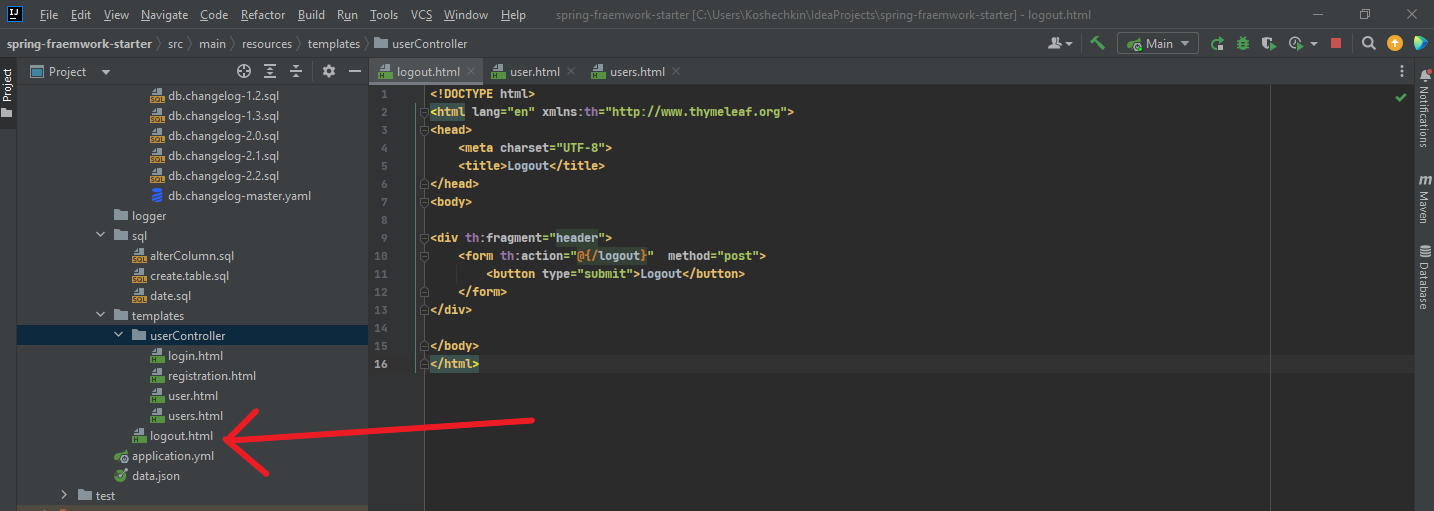 File Edit View Navigate Code Refactor Build Run Tools VCS Window Help spring-fraemwork-starter [C:\Users\Koshechkin\IdeaProjects\spring-fraemwork-starter] - logout.html
spring-fraemwork-starter src main resources templates userController Main
Project logout.html user.html users.html
Project
db.changelog-1.2.sql
db.changelog-1.3.sql
db.changelog-2.0.sql
db.changelog-2.1.sql
db.changelog-2.2.sql
db.changelog-master.yaml
logger
sql
alterColumn.sql
create.table.sql
date.sql
templates
userController
login.html
registration.html
user.html
users.html
logout.html
application.yml
data.json
test
1 <!DOCTYPE html>
2 <html lang="en" xmlns:th="http://www.thymeleaf.org">
3 <head>
4 <meta charset="UTF-8">
5 <title>Logout</title>
6 </head>
7 <body>
8
9 <div th:fragment="header">
10 <form th:action="@{/logout}"  method="post">
11 <button type="submit">Logout</button>
12 </form>
13 </div>
14
15 </body>
16 </html>
Notifications
Maven
Database